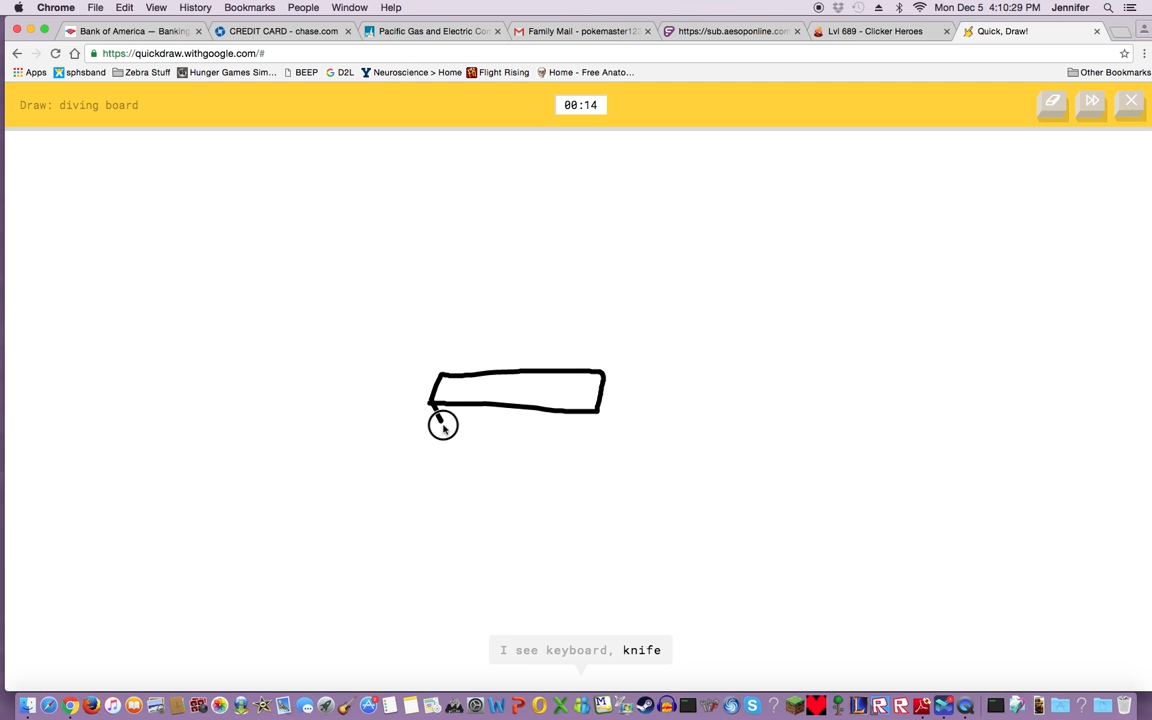 Chrome File Edit View History Bookmarks People Window Help Mon Dec 5 4:10:29 PM Jennifer
Bank of America — Banking CREDIT CARD - chase.com Pacific Gas and Electric Co Family Mail - pokemaster12 https://sub.aesoponline.com Lvl 689 - Clicker Heroes Quick, Draw!
https://quickdraw.withgoogle.com/#
Apps sphsband Zebra Stuff Hunger Games Sim... BEEP D2L Neuroscience > Home Flight Rising Home - Free Anato... Other Bookmarks
Draw: diving board 00:14
I see keyboard, knife